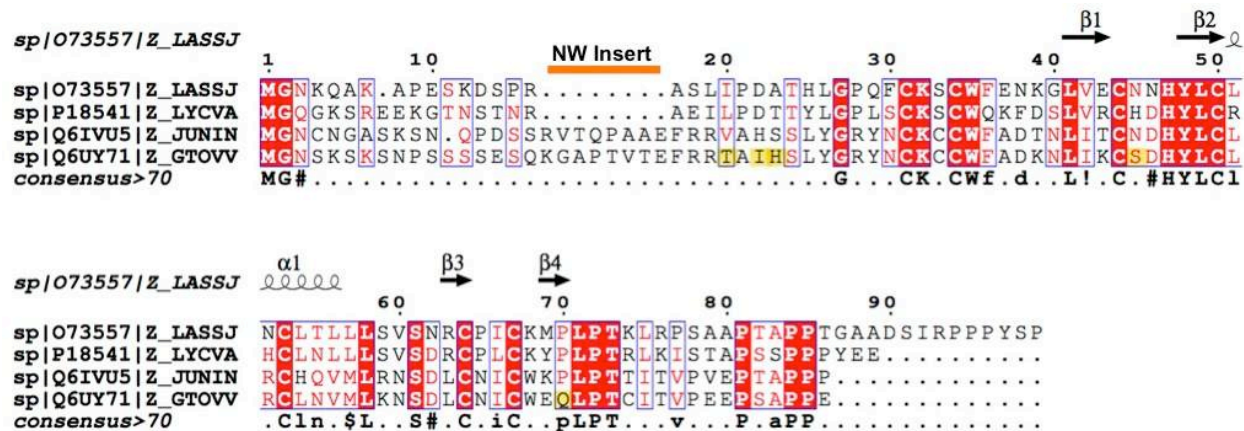 sp|O73557|Z_LASSJ β1 β2
NW Insert
1 10 20 30 40 50
sp|O73557|Z_LASSJ MGNKQAK.APESKDSPR........ASLIPDATHLGPQFCKSCWFENKGLVECNNHYLCL
sp|P18541|Z_LYCVA MGQGKSREEKGTNSTNR........AEILPDTTYLGPLSCKSCWQKFDSLVRCHDHYLCR
sp|Q6IVU5|Z_JUNIN MGNCNGASKSN.QPDSSRVTQPAAEFRRVAHSSLYGRYNCKCCWFADTNLITCNDHYLCL
sp|Q6UY71|Z_GTOVV MGNSKSKSNPSSSSESQKGAPTVTEFRRTAIHSLYGRYNCKCCWFADKNLIKCSDHYLCL
consensus>70 MG#................................G...CK.CWf.d..L!.C.#HYLCl
sp|O73557|Z_LASSJ α1 β3 β4
60 70 80 90
sp|O73557|Z_LASSJ NCLTLLLSVSNRCPICKMPLPTKLRPSAAPTAPPTGAADSIRPPPYSP
sp|P18541|Z_LYCVA HCLNLLLSVSDRCPLCKYPLPTRLKISTAPSSPPPYEE..........
sp|Q6IVU5|Z_JUNIN RCHQVMLRNSDLCNICWKPLPTTITVPVEPTAPPP.............
sp|Q6UY71|Z_GTOVV RCLNVMLKNSDLCNICWEQLPTCITVPEEPSAPPE.............
consensus>70 .Cln.$L..S#.C.iC..pLPT...v...P.aPP..............